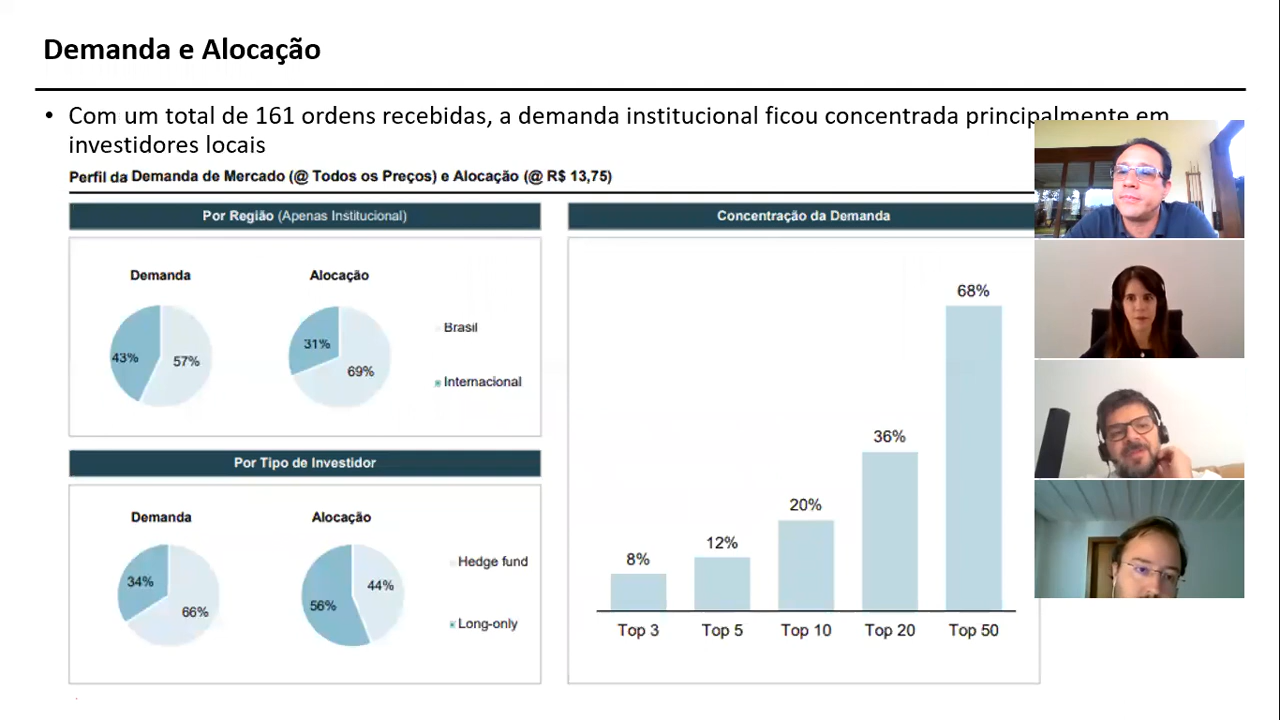 Demanda e Alocação
• Com um total de 161 ordens recebidas, a demanda institucional ficou concentrada principalmente em
investidores locais
Perfil da Demanda de Mercado (@ Todos os Preços) e Alocação (@ R$ 13,75)
Por Região (Apenas Institucional)
Demanda
Alocação
43%
57%
31%
69%
Brasil
Internacional
Por Tipo de Investidor
Demanda
Alocação
34%
66%
56%
44%
Hedge fund
Long-only
Concentração da Demanda
8%
12%
20%
36%
68%
Top 3
Top 5
Top 10
Top 20
Top 50